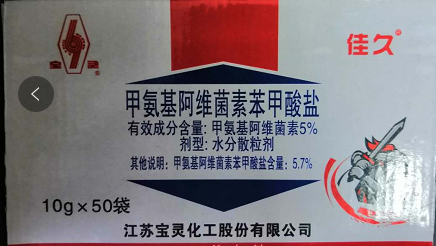 宝灵
佳久
甲氨基阿维菌素苯甲酸盐
有效成分含量: 甲氨基阿维菌素5%
剂型: 水分散粒剂
其他说明: 甲氨基阿维菌素苯甲酸盐含量: 5.7%
10g×50袋
江苏宝灵化工股份有限公司